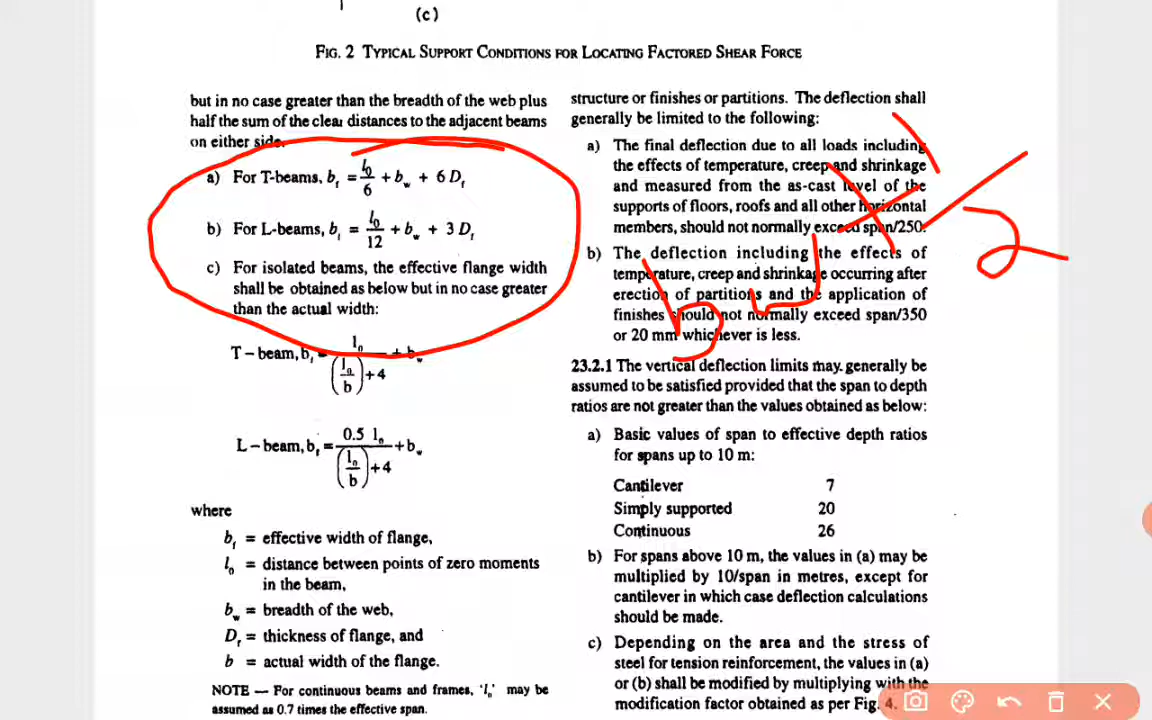 (c)
FIG. 2 TYPICAL SUPPORT CONDITIONS FOR LOCATING FACTORED SHEAR FORCE
but in no case greater than the breadth of the web plus
half the sum of the clear distances to the adjacent beams
on either side.
a) For T-beams, b_f = l_0/6 + b_w + 6 D_f
b) For L-beams, b_f = l_0/12 + b_w + 3 D_f
c) For isolated beams, the effective flange width
shall be obtained as below but in no case greater
than the actual width:
T – beam, b_f = l_0/((l_0/b)+4) + b_w
L – beam, b_f = 0.5 l_0/((l_0/b)+4) + b_w
where
b_f = effective width of flange,
l_0 = distance between points of zero moments
in the beam,
b_w = breadth of the web,
D_f = thickness of flange, and
b = actual width of the flange.
NOTE — For continuous beams and frames, 'l_0' may be
assumed as 0.7 times the effective span.
structure or finishes or partitions. The deflection shall
generally be limited to the following:
a) The final deflection due to all loads including
the effects of temperature, creep and shrinkage
and measured from the as-cast level of the
supports of floors, roofs and all other horizontal
members, should not normally exceed span/250.
b) The deflection including the effects of
temperature, creep and shrinkage occurring after
erection of partitions and the application of
finishes should not normally exceed span/350
or 20 mm whichever is less.
23.2.1 The vertical deflection limits may generally be
assumed to be satisfied provided that the span to depth
ratios are not greater than the values obtained as below:
a) Basic values of span to effective depth ratios
for spans up to 10 m:
Cantilever 7
Simply supported 20
Continuous 26
b) For spans above 10 m, the values in (a) may be
multiplied by 10/span in metres, except for
cantilever in which case deflection calculations
should be made.
c) Depending on the area and the stress of
steel for tension reinforcement, the values in (a)
or (b) shall be modified by multiplying with the
modification factor obtained as per Fig. 4.